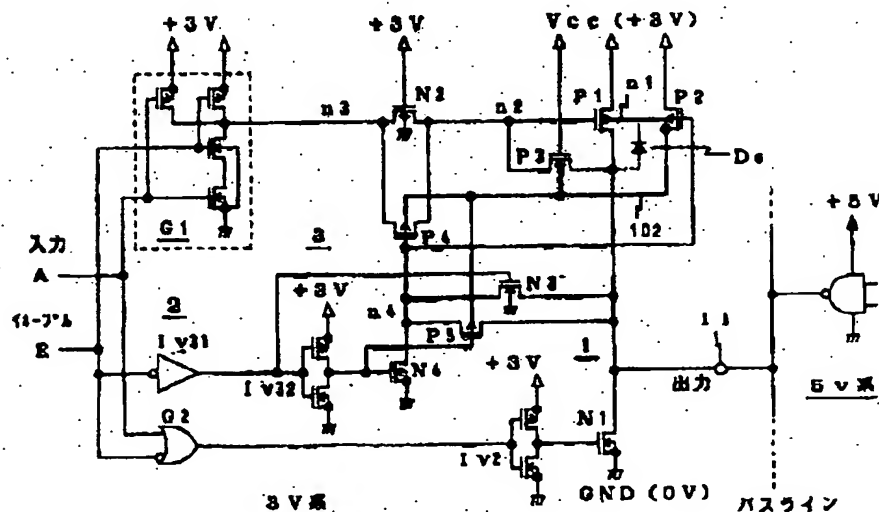 +3V
+3V
Vcc (+3V)
n3
N2
n2
P1
n1
P2
P3
De
G1
3
P4
102
入力
A
+3V
N3
+5V
2
n4
イネーブル
E
Iv31
P5
1
11
Iv32
N4
+3V
出力
5v系
G2
N1
Iv2
3V系
GND (0V)
バスライン